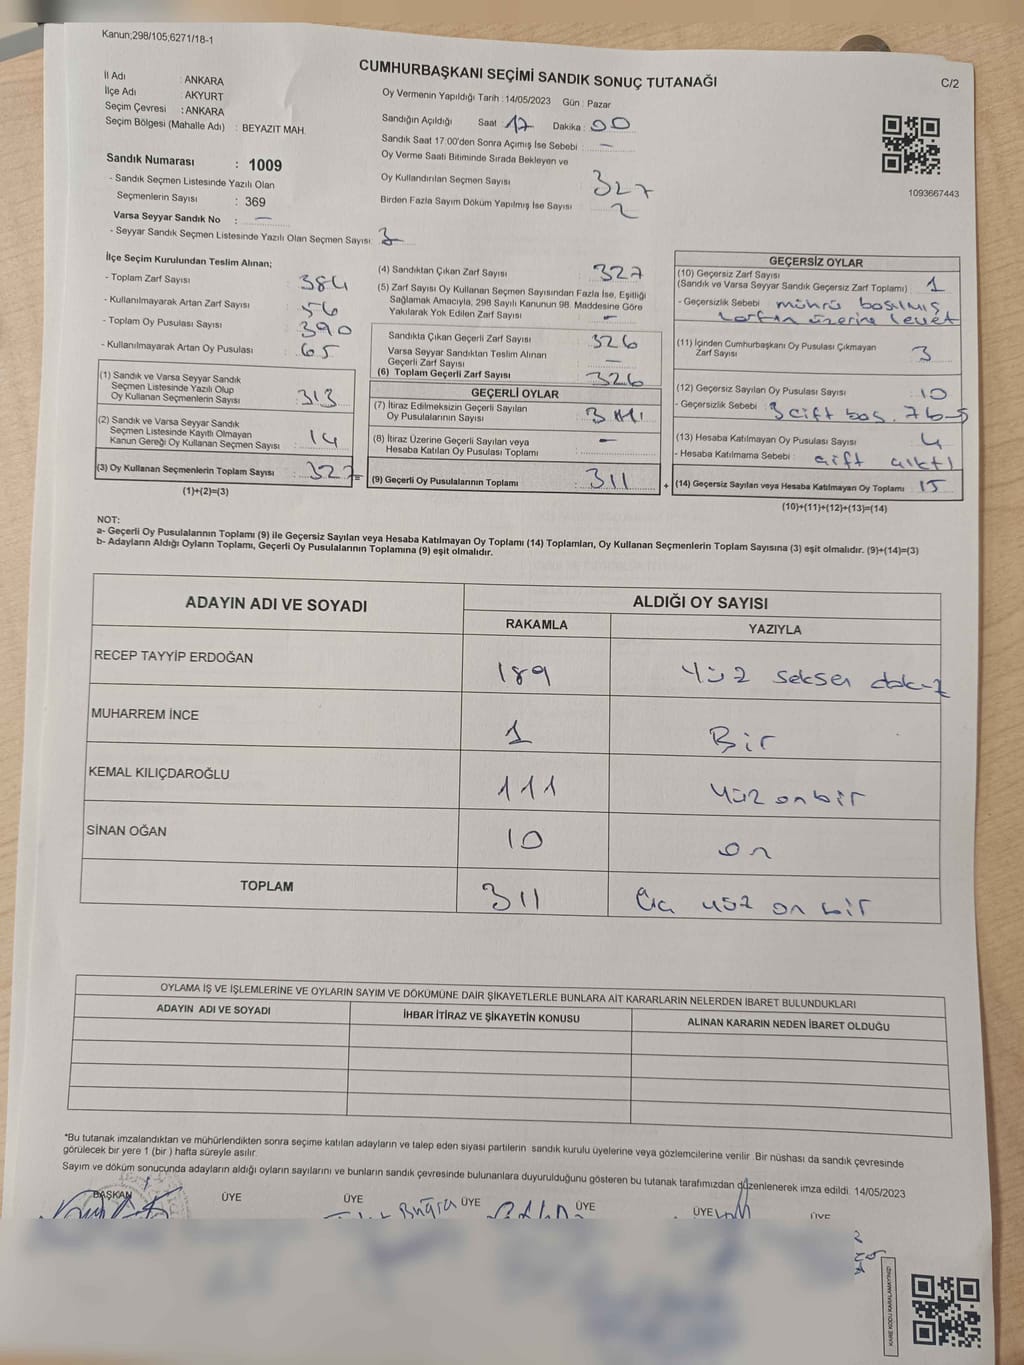 Kanun;298/105;6271/18-1
CUMHURBAŞKANI SEÇİMİ SANDIK SONUÇ TUTANAĞI
C/2
İl Adı : ANKARA
İlçe Adı : AKYURT
Seçim Çevresi : ANKARA
Seçim Bölgesi (Mahalle Adı) : BEYAZIT MAH.
Sandık Numarası : 1009
- Sandık Seçmen Listesinde Yazılı Olan
Seçmenlerin Sayısı : 369
Varsa Seyyar Sandık No : —
- Seyyar Sandık Seçmen Listesinde Yazılı Olan Seçmen Sayısı:
Oy Vermenin Yapıldığı Tarih : 14/05/2023 Gün : Pazar
Sandığın Açıldığı Saat : 17 Dakika : 00
Sandık Saat 17:00'den Sonra Açımış İse Sebebi : —
Oy Verme Saati Bitiminde Sırada Bekleyen ve
Oy Kullandırılan Seçmen Sayısı 327
Birden Fazla Sayım Döküm Yapılmış İse Sayısı 2
1093667443
İlçe Seçim Kurulundan Teslim Alınan;
- Toplam Zarf Sayısı : 384
- Kullanılmayarak Artan Zarf Sayısı : 56
- Toplam Oy Pusulası Sayısı : 390
- Kullanılmayarak Artan Oy Pusulası : 65
(1) Sandık ve Varsa Seyyar Sandık
Seçmen Listesinde Yazılı Olup
Oy Kullanan Seçmenlerin Sayısı : 313
(2) Sandık ve Varsa Seyyar Sandık
Seçmen Listesinde Kayıtlı Olmayan
Kanun Gereği Oy Kullanan Seçmen Sayısı : 14
(3) Oy Kullanan Seçmenlerin Toplam Sayısı : 327
(1)+(2)=(3)
(4) Sandıktan Çıkan Zarf Sayısı : 327
(5) Zarf Sayısı Oy Kullanan Seçmen Sayısından Fazla İse, Eşitliği
Sağlamak Amacıyla, 298 Sayılı Kanunun 98. Maddesine Göre
Yakılarak Yok Edilen Zarf Sayısı : —
Sandıkta Çıkan Geçerli Zarf Sayısı : 326
Varsa Seyyar Sandıktan Teslim Alınan
Geçerli Zarf Sayısı : —
(6) Toplam Geçerli Zarf Sayısı : 326
GEÇERLİ OYLAR
(7) İtiraz Edilmeksizin Geçerli Sayılan
Oy Pusulalarının Sayısı :
(8) İtiraz Üzerine Geçerli Sayılan veya
Hesaba Katılan Oy Pusulası Toplamı : —
(9) Geçerli Oy Pusulalarının Toplamı : 311
+
GEÇERSİZ OYLAR
(10) Geçersiz Zarf Sayısı
(Sandık ve Varsa Seyyar Sandık Geçersiz Zarf Toplamı) : 1
- Geçersizlik Sebebi : mührü basılmış
zarfın üzerine
(11) İçinden Cumhurbaşkanı Oy Pusulası Çıkmayan
Zarf Sayısı : 3
(12) Geçersiz Sayılan Oy Pusulası Sayısı : 10
- Geçersizlik Sebebi : 3 çift bas. 7
(13) Hesaba Katılmayan Oy Pusulası Sayısı : 4
- Hesaba Katılmama Sebebi : çift çıktı
(14) Geçersiz Sayılan veya Hesaba Katılmayan Oy Toplamı : 15
(10)+(11)+(12)+(13)=(14)
NOT:
a- Geçerli Oy Pusulalarının Toplamı (9) ile Geçersiz Sayılan veya Hesaba Katılmayan Oy Toplamı (14) Toplamları, Oy Kullanan Seçmenlerin Toplam Sayısına (3) eşit olmalıdır. (9)+(14)=(3)
b- Adayların Aldığı Oyların Toplamı, Geçerli Oy Pusulalarının Toplamına (9) eşit olmalıdır.
ADAYIN ADI VE SOYADI
ALDIĞI OY SAYISI
RAKAMLA
YAZIYLA
RECEP TAYYİP ERDOĞAN 189 Yüz seksen dokuz
MUHARREM İNCE 1 Bir
KEMAL KILIÇDAROĞLU 111 Yüz on bir
SİNAN OĞAN 10 on
TOPLAM 311 Üç yüz on bir
OYLAMA İŞ VE İŞLEMLERİNE VE OYLARIN SAYIM VE DÖKÜMÜNE DAİR ŞİKAYETLERLE BUNLARA AİT KARARLARIN NELERDEN İBARET BULUNDUKLARI
ADAYIN ADI VE SOYADI
İHBAR İTİRAZ VE ŞİKAYETİN KONUSU
ALINAN KARARIN NEDEN İBARET OLDUĞU
*Bu tutanak imzalandıktan ve mühürlendikten sonra seçime katılan adayların ve talep eden siyasi partilerin sandık kurulu üyelerine veya gözlemcilerine verilir. Bir nüshası da sandık çevresinde
görülecek bir yere 1 (bir ) hafta süreyle asılır.
Sayım ve döküm sonucunda adayların aldığı oyların sayılarını ve bunların sandık çevresinde bulunanlara duyurulduğunu gösteren bu tutanak tarafımızdan düzenlenerek imza edildi. 14/05/2023
BAŞKAN ÜYE ÜYE ÜYE ÜYE ÜYE ÜYE
Buğra
KARE KODU KARALAMAYINIZ!